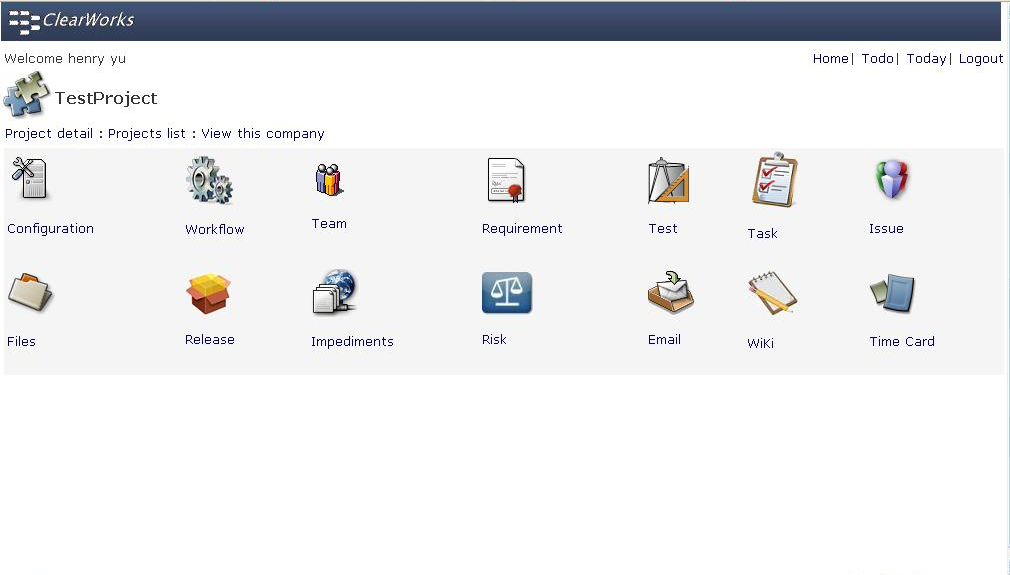 ClearWorks
Welcome henry yu
Home| Todo| Today| Logout
TestProject
Project detail : Projects list : View this company
Configuration Workflow Team Requirement Test Task Issue
Files Release Impediments Risk Email WiKi Time Card